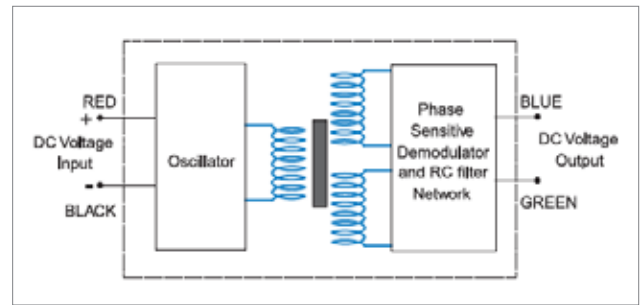 RED
+
DC Voltage
Input
-
BLACK
Oscillator
Phase
Sensitive
Demodulator
and RC filter
Network
BLUE
DC Voltage
Output
GREEN